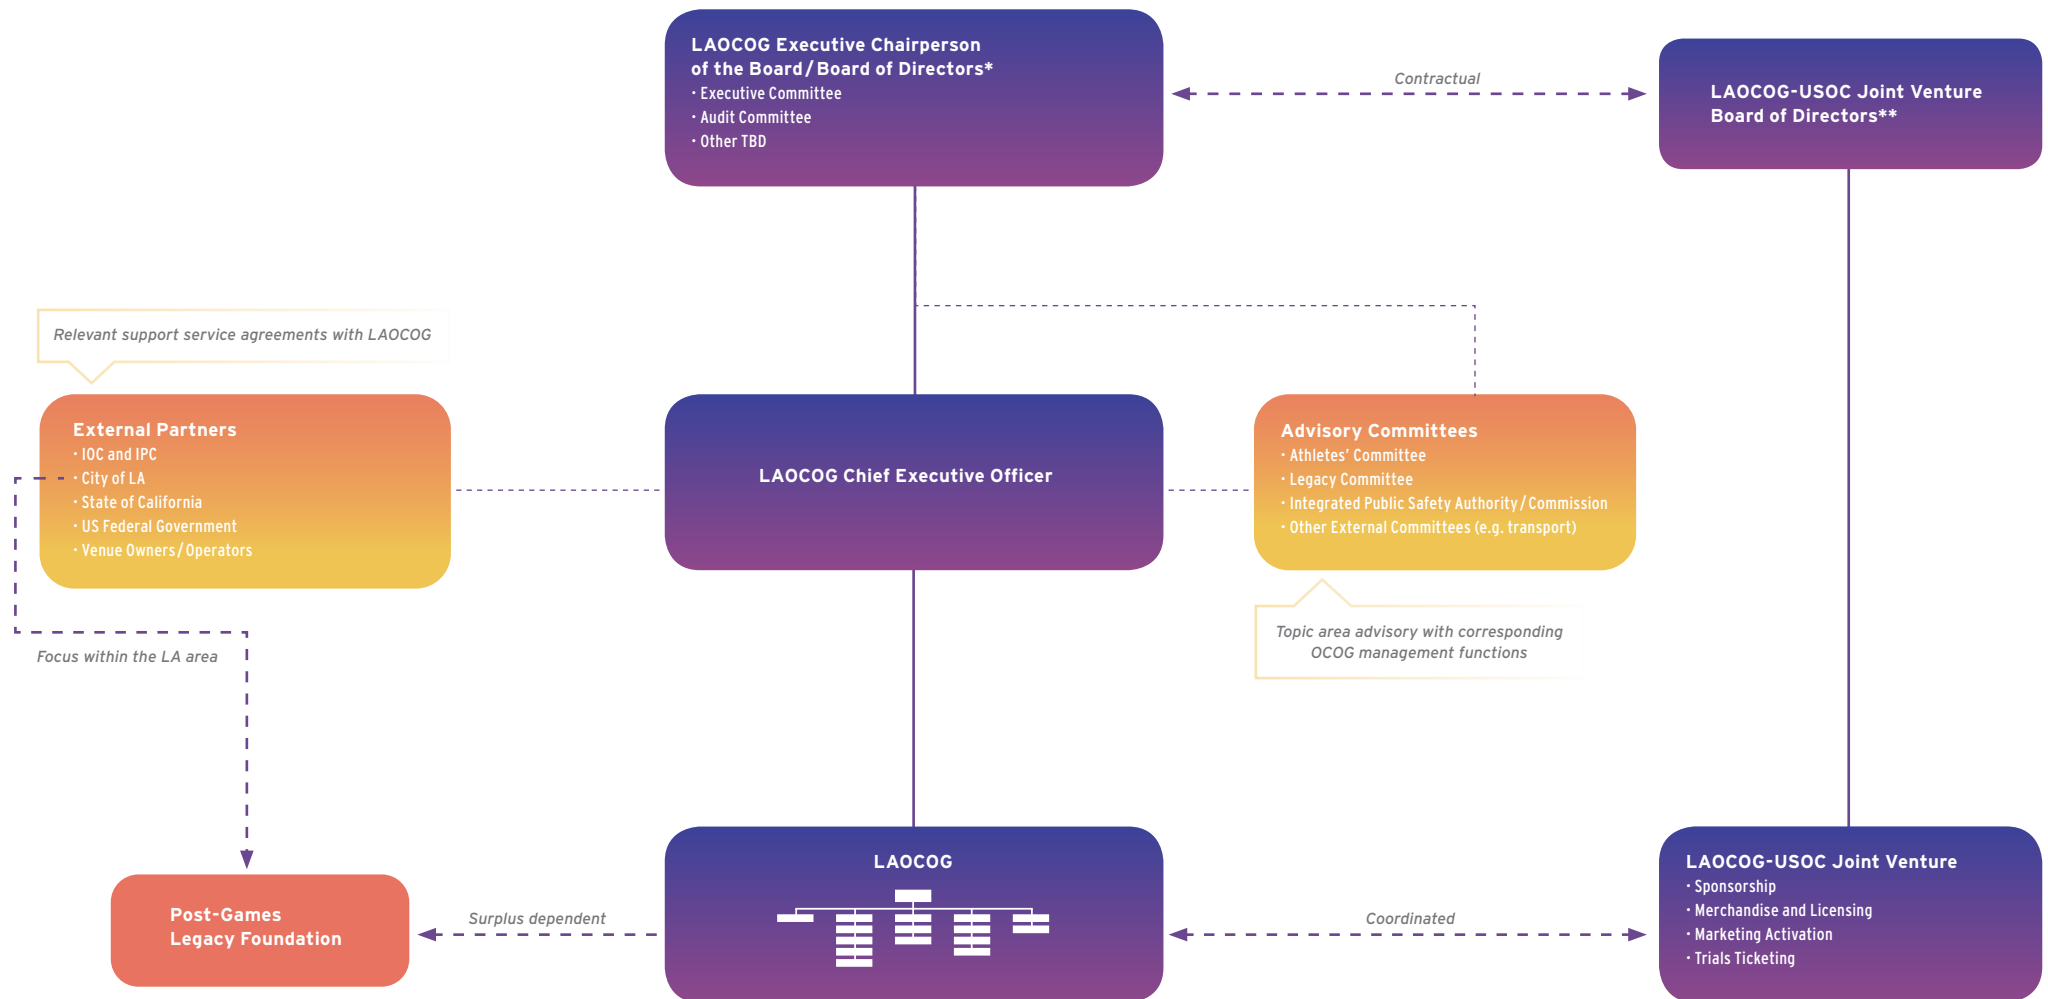 LAOCOG Executive Chairperson
of the Board/Board of Directors*
· Executive Committee
· Audit Committee
· Other TBD
Contractual
LAOCOG-USOC Joint Venture
Board of Directors**
Relevant support service agreements with LAOCOG
External Partners
· IOC and IPC
· City of LA
· State of California
· US Federal Government
· Venue Owners/Operators
LAOCOG Chief Executive Officer
Advisory Committees
· Athletes’ Committee
· Legacy Committee
· Integrated Public Safety Authority/Commission
· Other External Committees (e.g. transport)
Topic area advisory with corresponding
OCOG management functions
Focus within the LA area
Post-Games
Legacy Foundation
Surplus dependent
LAOCOG
Coordinated
LAOCOG-USOC Joint Venture
· Sponsorship
· Merchandise and Licensing
· Marketing Activation
· Trials Ticketing